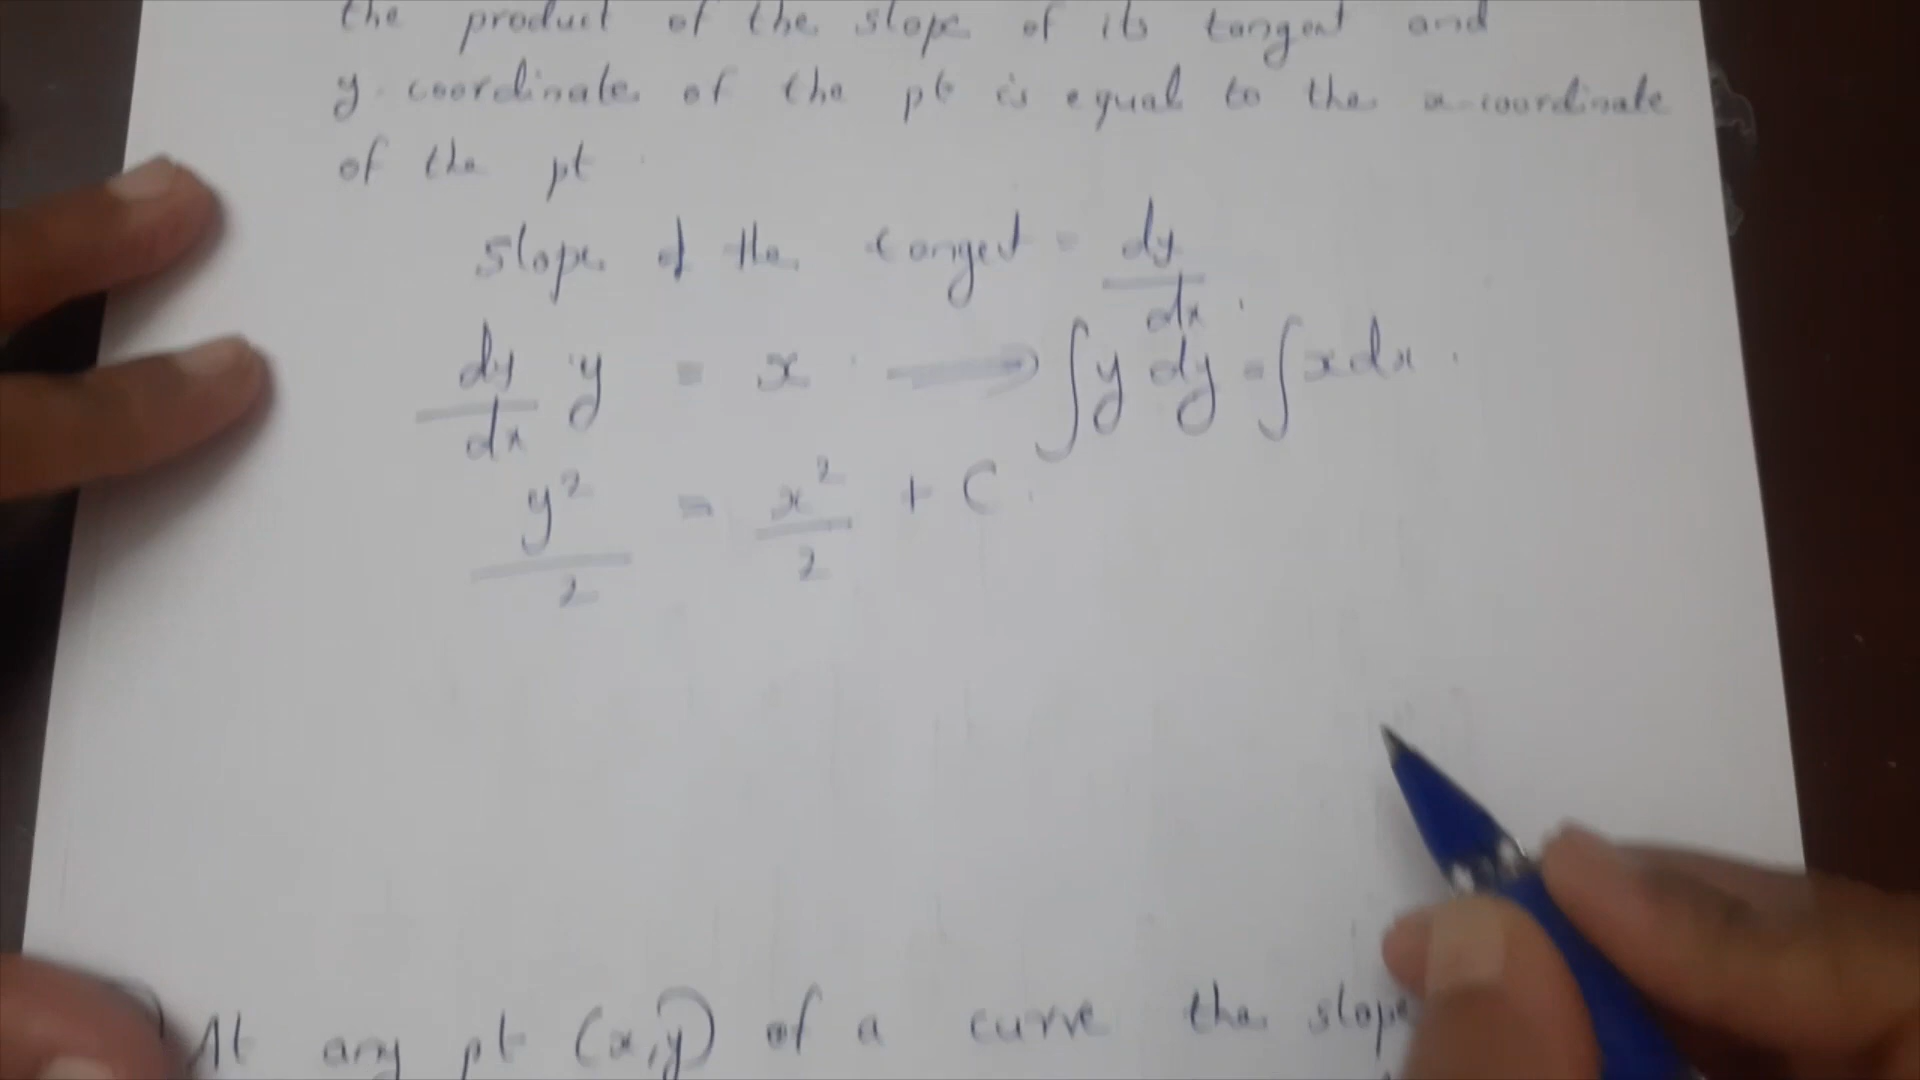 the product of the slope of its tangent and
y-coordinate of the pt is equal to the x-coordinate
of the pt
slope of the tangent = dy/dx.
dy/dx y = x ⟶ ∫y dy = ∫x dx.
y²/2 = x²/2 + C.
At any pt (x,y) of a curve the slope